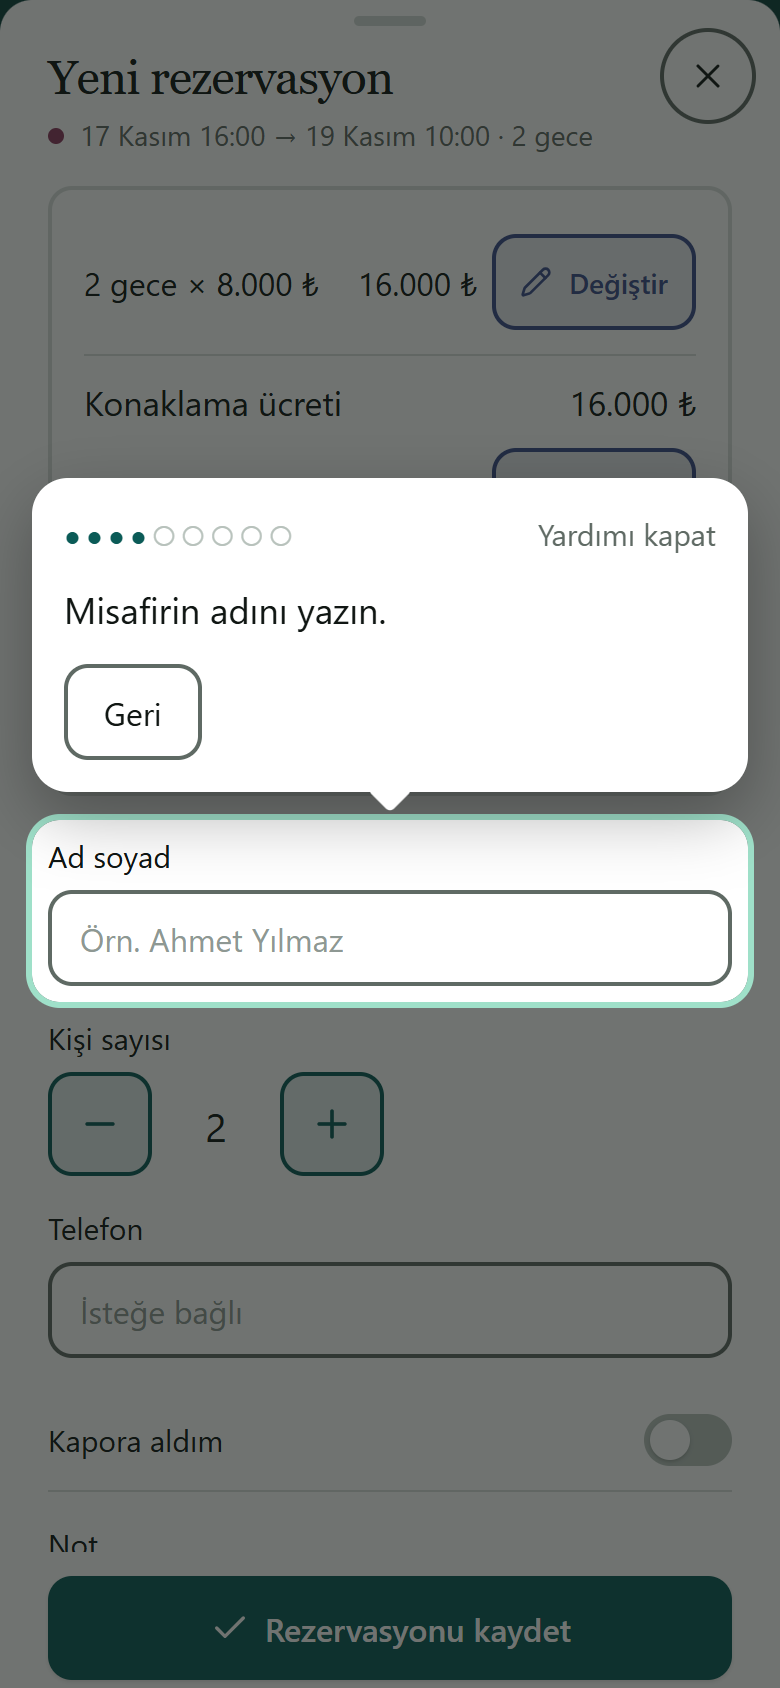 Yeni rezervasyon
17 Kasım 16:00 → 19 Kasım 10:00 · 2 gece
2 gece × 8.000 ₺ 16.000 ₺ Değiştir
Konaklama ücreti 16.000 ₺
Yardımı kapat
Misafirin adını yazın.
Geri
Ad soyad
Örn. Ahmet Yılmaz
Kişi sayısı
− 2 +
Telefon
İsteğe bağlı
Kapora aldım
Not
Rezervasyonu kaydet